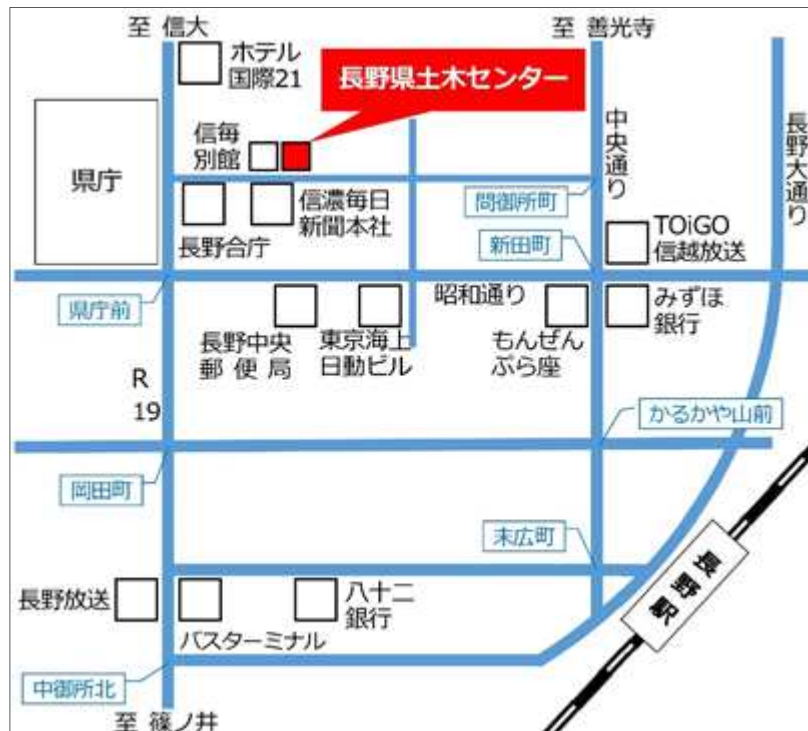 至 信大
至 善光寺
ホテル
国際21
長野県土木センター
信毎
別館
県庁
中央通り
長野大通り
問御所町
信濃毎日
新聞本社
長野合庁
新田町
TOiGO
信越放送
県庁前
昭和通り
長野中央
郵便局
東京海上
日動ビル
もんぜん
ぷら座
みずほ
銀行
R
19
かるかや山前
岡田町
末広町
長野駅
長野放送
バスターミナル
八十二
銀行
中御所北
至 篠ノ井